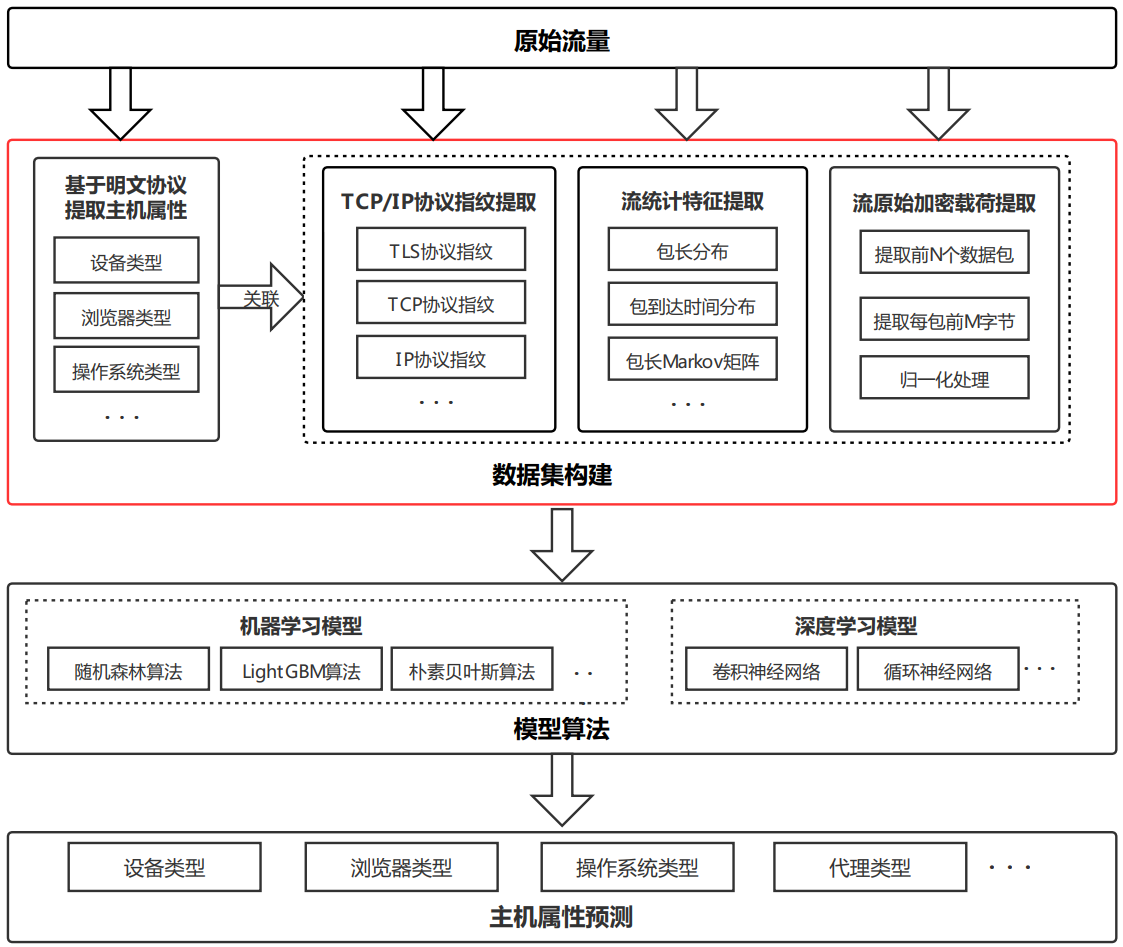 原始流量
基于明文协议
提取主机属性
设备类型
浏览器类型
操作系统类型
. . .
关联
TCP/IP协议指纹提取
TLS协议指纹
TCP协议指纹
IP协议指纹
. . .
流统计特征提取
包长分布
包到达时间分布
包长Markov矩阵
. . .
流原始加密载荷提取
提取前N个数据包
提取每包前M字节
归一化处理
数据集构建
机器学习模型
随机森林算法
LightGBM算法
朴素贝叶斯算法
. .
深度学习模型
卷积神经网络
循环神经网络
. . .
模型算法
设备类型
浏览器类型
操作系统类型
代理类型
. . .
主机属性预测